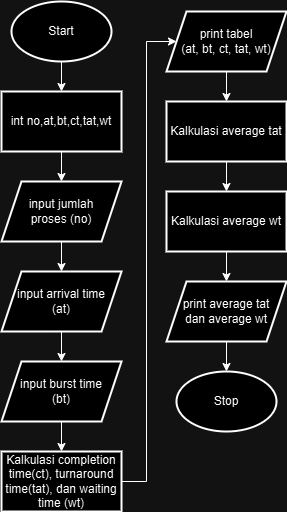 Start
int no,at,bt,ct,tat,wt
input jumlah
proses (no)
input arrival time
(at)
input burst time
(bt)
Kalkulasi completion
time(ct), turnaround
time(tat), dan waiting
time (wt)
print tabel
(at, bt, ct, tat, wt)
Kalkulasi average tat
Kalkulasi average wt
print average tat
dan average wt
Stop